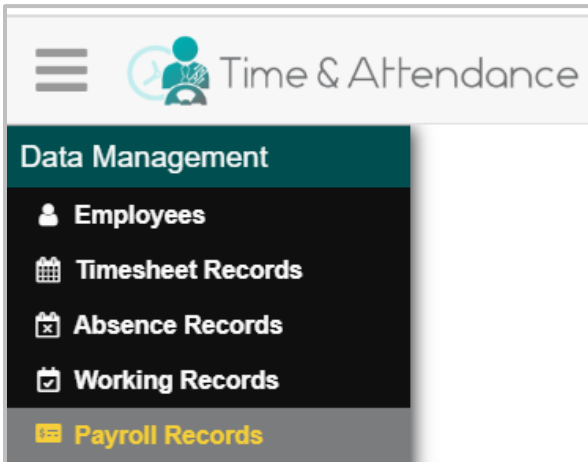 Time & Attendance
Data Management
Employees
Timesheet Records
Absence Records
Working Records
Payroll Records